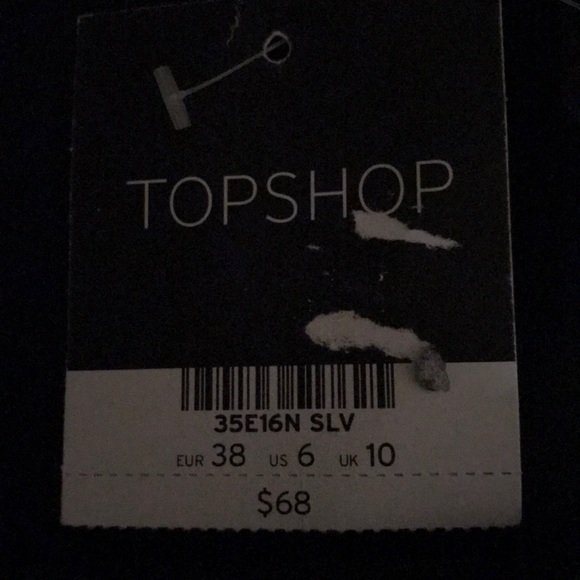 TOPSHOP
35E16N SLV
EUR 38 US 6 UK 10
$68